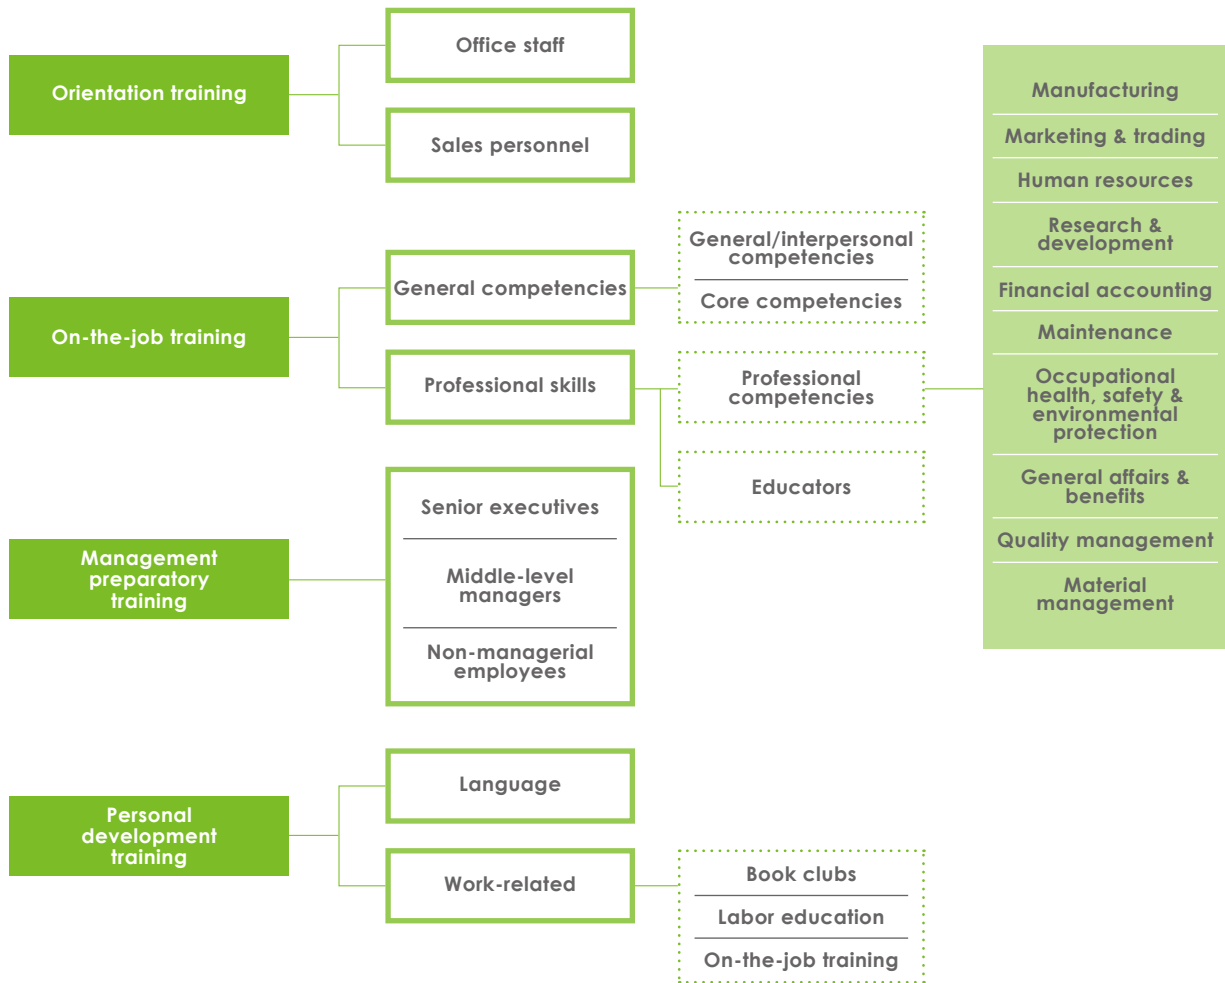 Orientation training
Office staff
Sales personnel
On-the-job training
General competencies
General/interpersonal
competencies
Core competencies
Professional skills
Professional
competencies
Educators
Manufacturing
Marketing & trading
Human resources
Research &
development
Financial accounting
Maintenance
Occupational
health, safety &
environmental
protection
General affairs &
benefits
Quality management
Material
management
Management
preparatory
training
Senior executives
Middle-level
managers
Non-managerial
employees
Personal
development
training
Language
Work-related
Book clubs
Labor education
On-the-job training